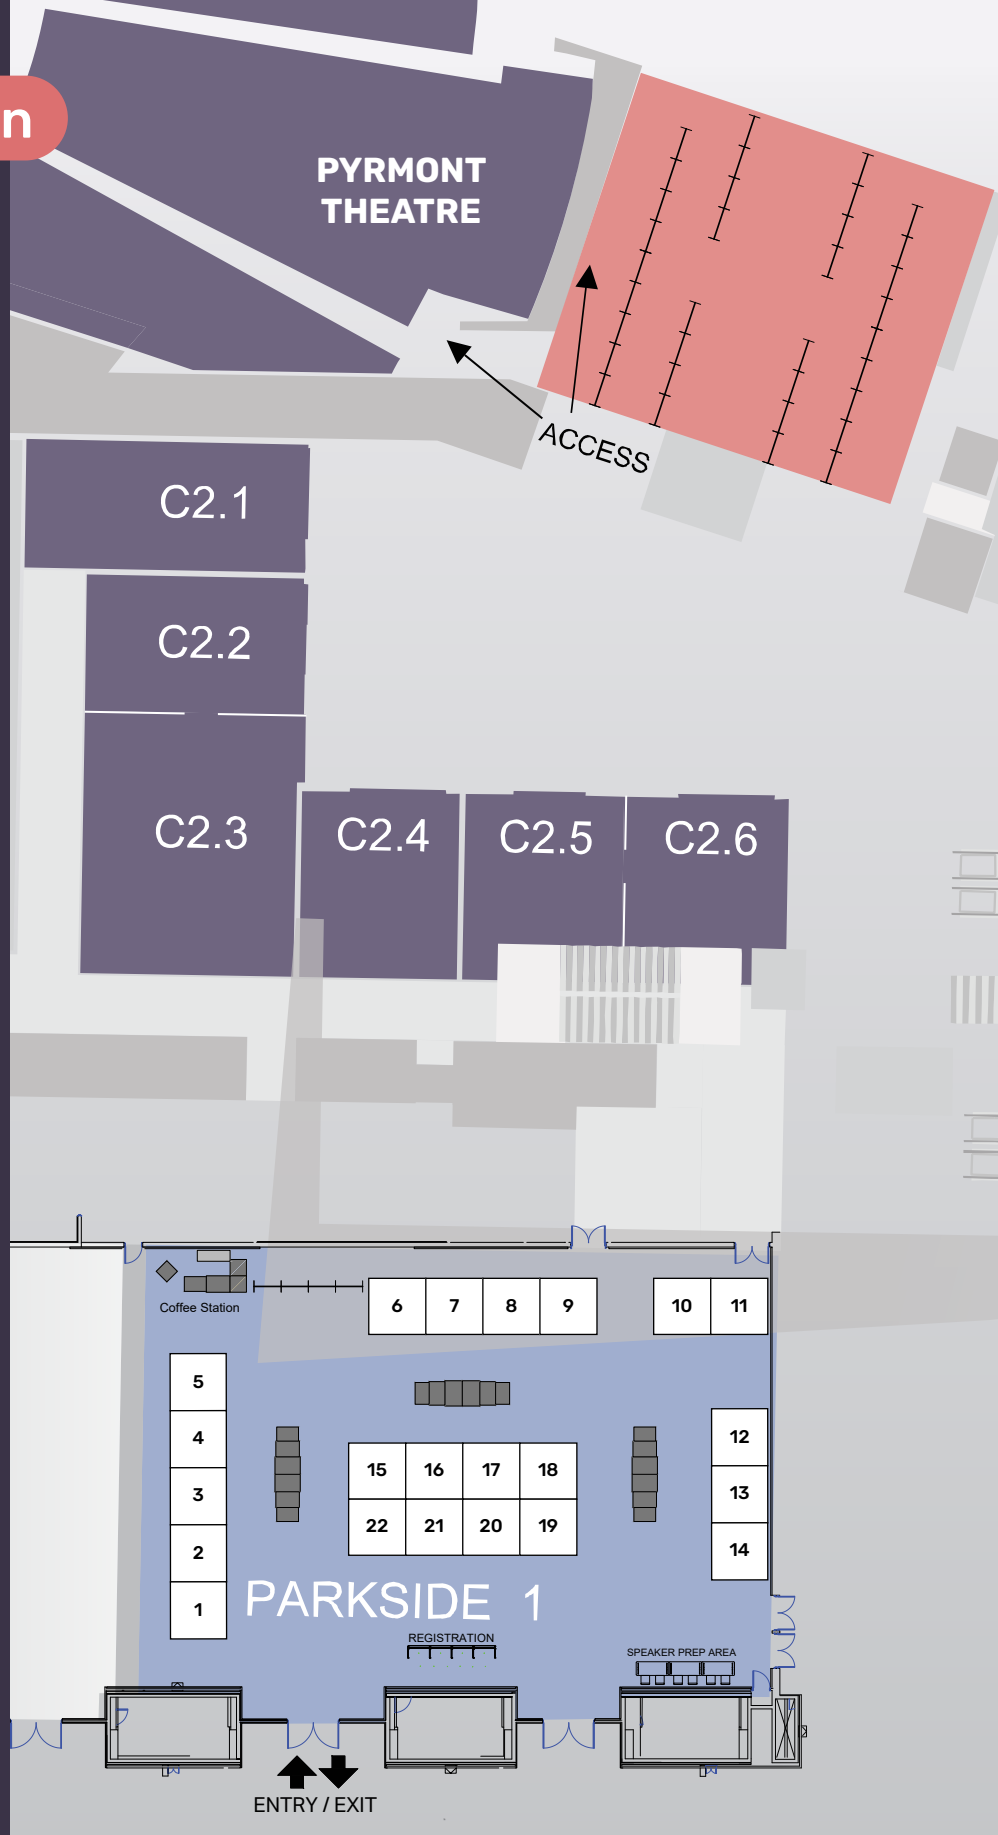 n
PYRMONT
THEATRE
ACCESS
C2.1
C2.2
C2.3
C2.4
C2.5
C2.6
Coffee Station
6
7
8
9
10
11
5
4
3
2
1
12
13
14
15
16
17
18
22
21
20
19
PARKSIDE 1
REGISTRATION
SPEAKER PREP AREA
ENTRY / EXIT